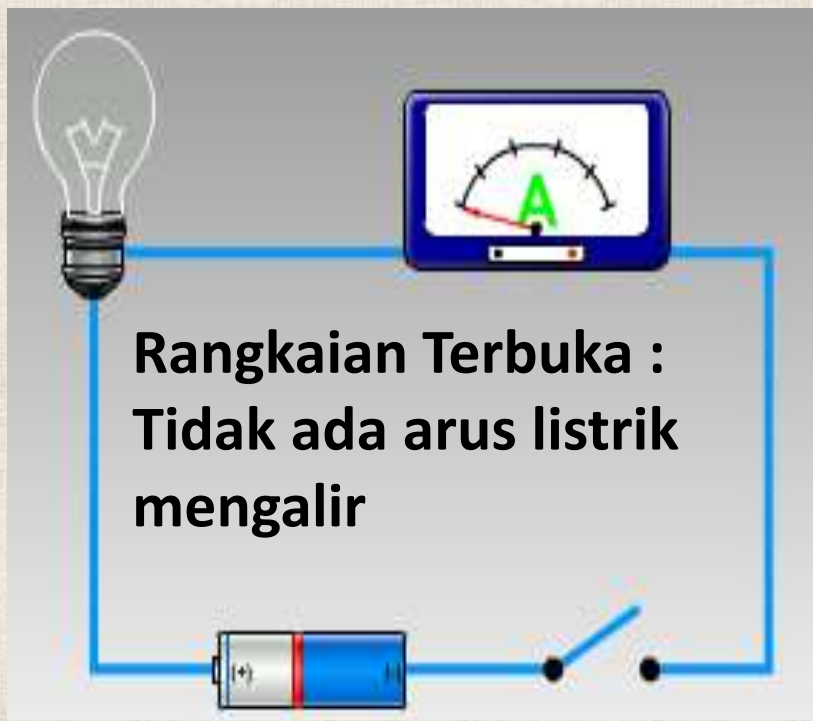 A
Rangkaian Terbuka :
Tidak ada arus listrik
mengalir
(+)
(-)